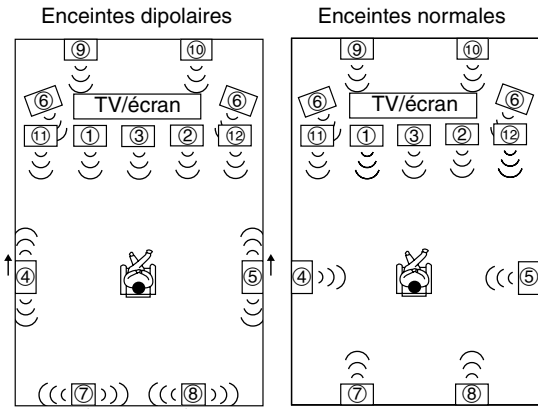 Enceintes dipolaires
Enceintes normales
⑨ ⑩
⑨ ⑩
⑥ TV/écran ⑥
⑥ TV/écran ⑥
⑪ ① ③ ② ⑫
⑪ ① ③ ② ⑫
④ ⑤
④ ⑤
⑦ ⑧
⑦ ⑧